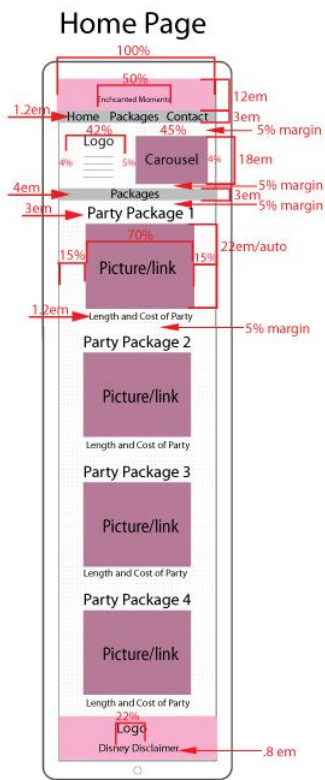 Home Page
100%
50%
Enchcanted Moments
12em
1.2em
Home Packages Contact
3em
42% 45%
5% margin
Logo
4% 5%
Carousel
4%
18em
5% margin
4em
Packages
3em
5% margin
3em
Party Package 1
70%
22em/auto
15%
Picture/link
15%
1.2em
Length and Cost of Party
5% margin
Party Package 2
Picture/link
Length and Cost of Party
Party Package 3
Picture/link
Length and Cost of Party
Party Package 4
Picture/link
Length and Cost of Party
22%
Logo
Disney Disclaimer
.8 em